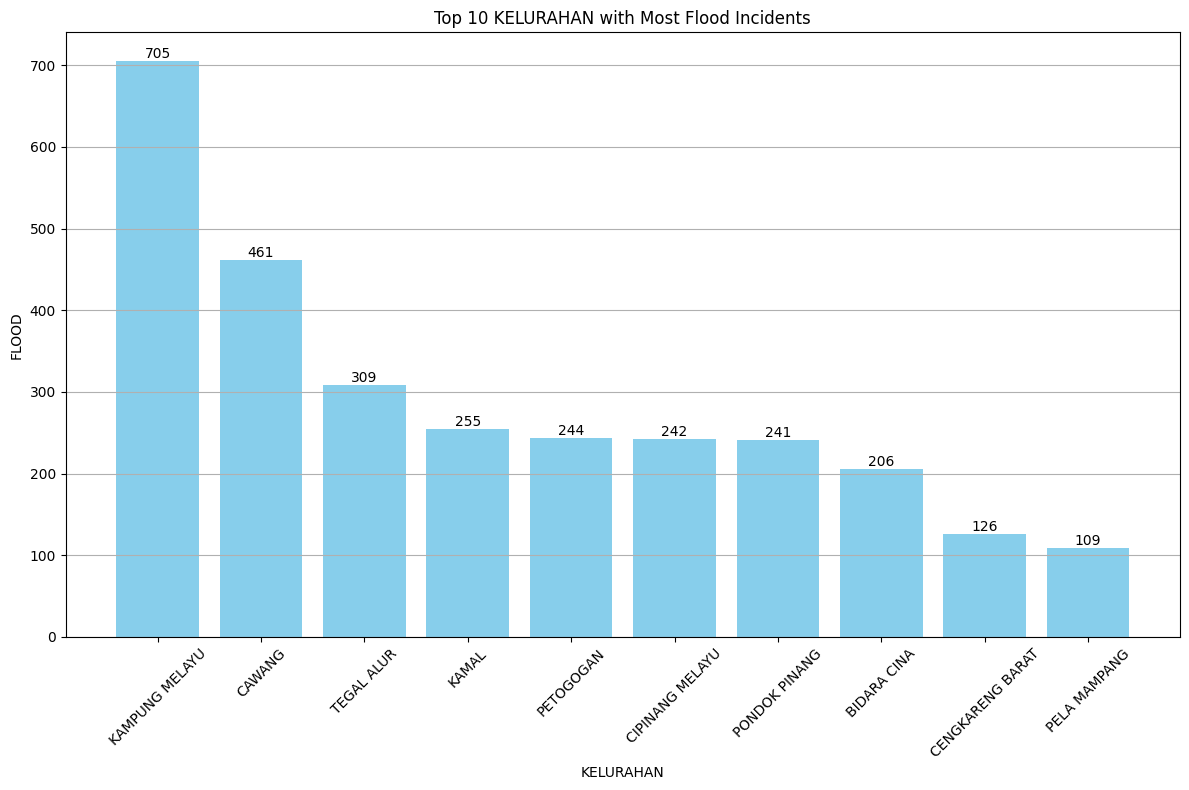 Top 10 KELURAHAN with Most Flood Incidents
FLOOD
700
600
500
400
300
200
100
0
705
461
309
255
244
242
241
206
126
109
KAMPUNG MELAYU
CAWANG
TEGAL ALUR
KAMAL
PETOGOGAN
CIPINANG MELAYU
PONDOK PINANG
BIDARA CINA
CENGKARENG BARAT
PELA MAMPANG
KELURAHAN